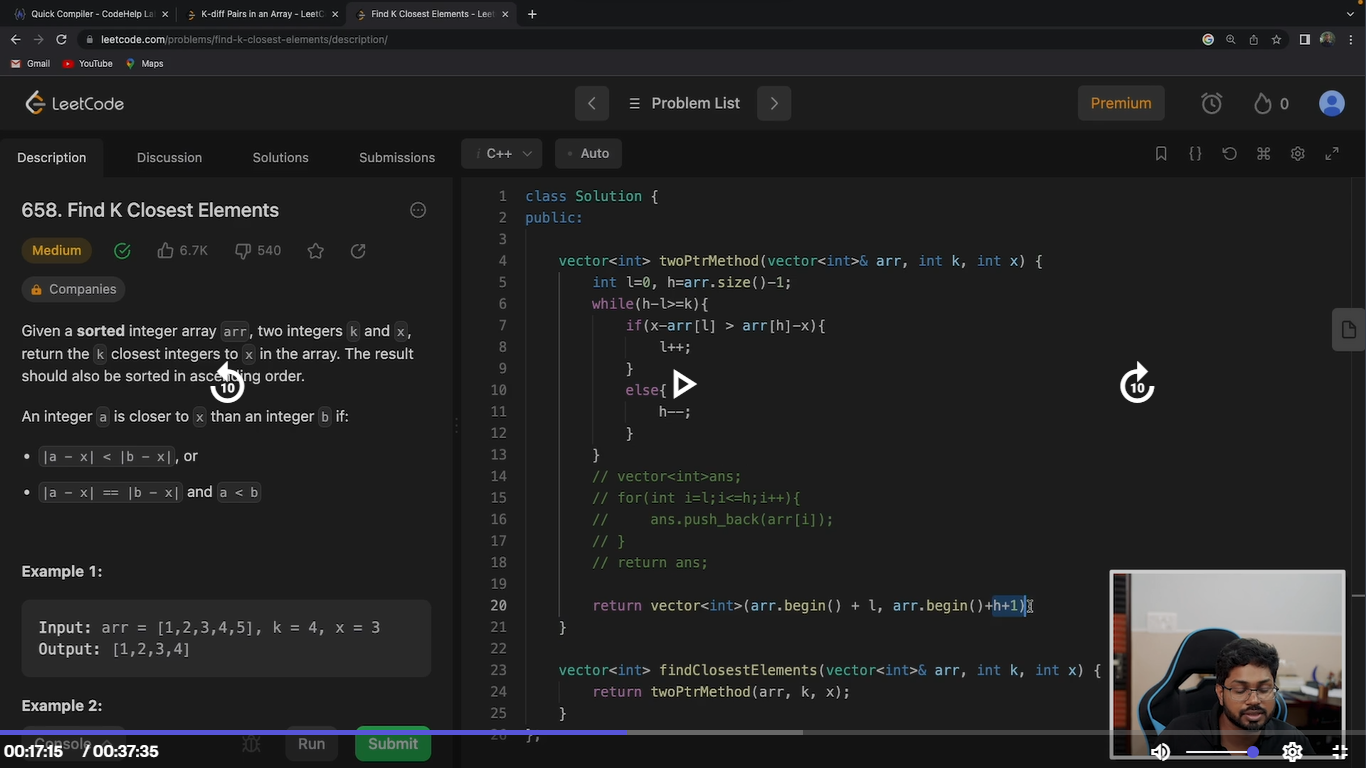 Quick Compiler - CodeHelp La
K-diff Pairs in an Array - LeetC
Find K Closest Elements - Leet
leetcode.com/problems/find-k-closest-elements/description/
Gmail
YouTube
Maps
LeetCode
Problem List
Premium
0
Description
Discussion
Solutions
Submissions
i C++
Auto
658. Find K Closest Elements
Medium
6.7K
540
Companies
Given a sorted integer array arr, two integers k and x,
return the k closest integers to x in the array. The result
should also be sorted in ascending order.
An integer a is closer to x than an integer b if:
|a - x| < |b - x|, or
|a - x| == |b - x| and a < b
Example 1:
Input: arr = [1,2,3,4,5], k = 4, x = 3
Output: [1,2,3,4]
Example 2:
Console
Run
Submit
10
10
1 class Solution {
2 public:
3
4 vector<int> twoPtrMethod(vector<int>& arr, int k, int x) {
5 int l=0, h=arr.size()-1;
6 while(h-l>=k){
7 if(x-arr[l] > arr[h]-x){
8 l++;
9 }
10 else{
11 h--;
12 }
13 }
14 // vector<int>ans;
15 // for(int i=l;i<=h;i++){
16 // ans.push_back(arr[i]);
17 // }
18 // return ans;
19
20 return vector<int>(arr.begin() + l, arr.begin()+h+1)
21 }
22
23 vector<int> findClosestElements(vector<int>& arr, int k, int x) {
24 return twoPtrMethod(arr, k, x);
25 }
26 };
00:17:15 / 00:37:35